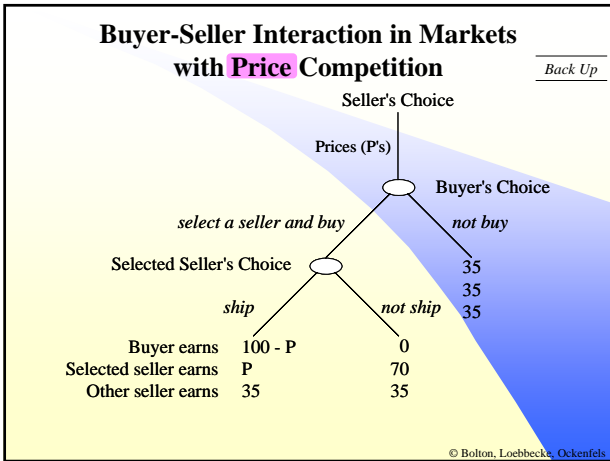 Buyer-Seller Interaction in Markets
with Price Competition
Back Up
Seller's Choice
Prices (P's)
Buyer's Choice
select a seller and buy
not buy
Selected Seller's Choice
35
35
35
ship
not ship
Buyer earns 100 - P 0
Selected seller earns P 70
Other seller earns 35 35
© Bolton, Loebbecke, Ockenfels